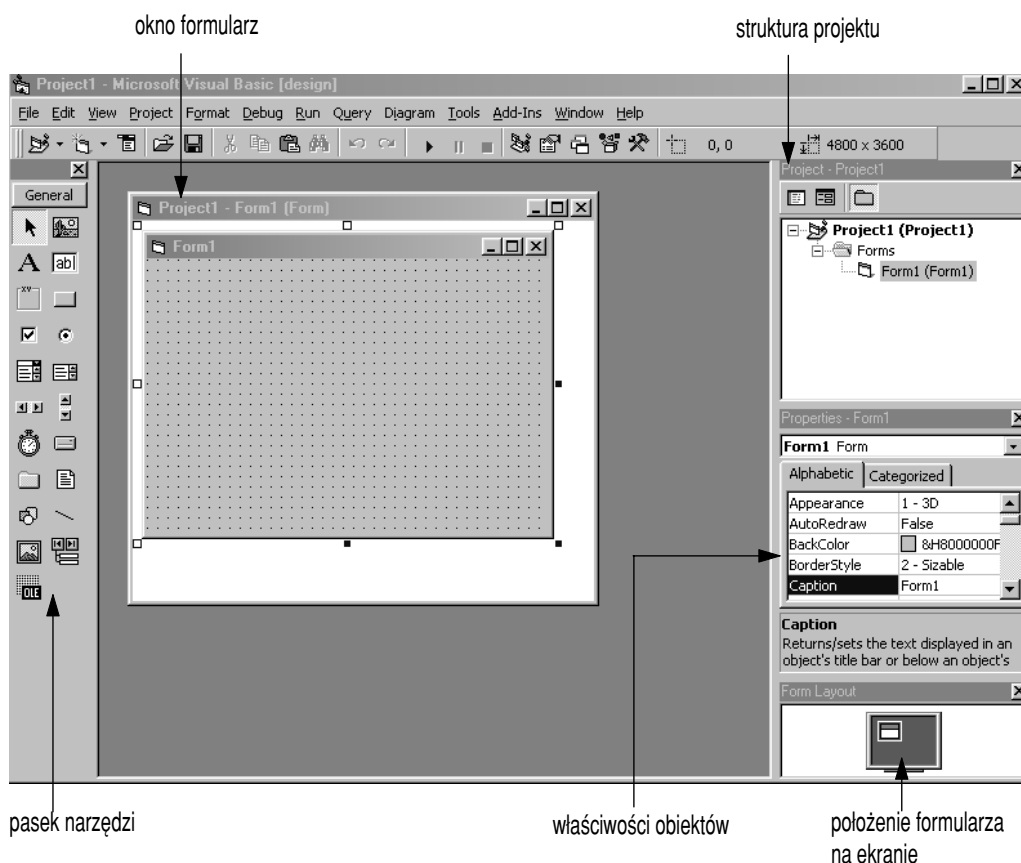 okno formularz
struktura projektu
Project1 - Microsoft Visual Basic [design]
File Edit View Project Format Debug Run Query Diagram Tools Add-Ins Window Help
0, 0
4800 x 3600
General
A
ab
xy
OLE
Project1 - Form1 (Form)
Form1
Project - Project1
Project1 (Project1)
Forms
Form1 (Form1)
Properties - Form1
Form1 Form
Alphabetic Categorized
Appearance 1 - 3D
AutoRedraw False
BackColor &H8000000F
BorderStyle 2 - Sizable
Caption Form1
Caption
Returns/sets the text displayed in an
object's title bar or below an object's
Form Layout
pasek narzędzi
właściwości obiektów
położenie formularza
na ekranie